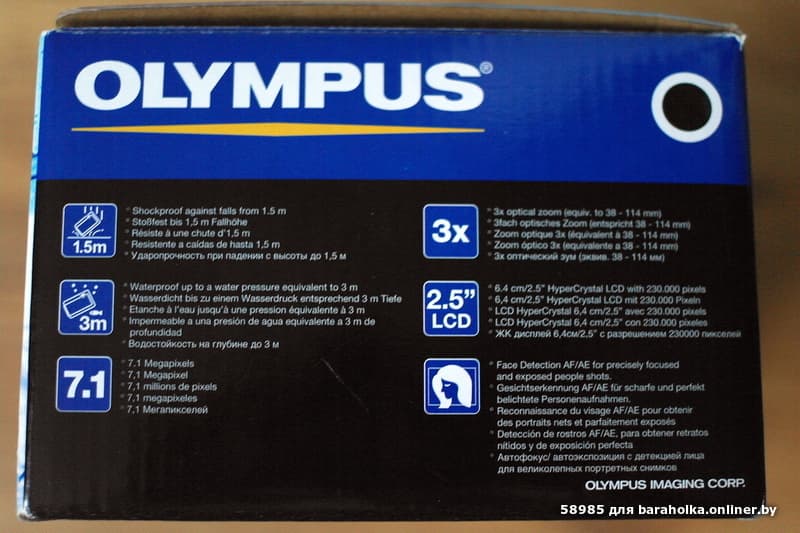 OLYMPUS®
1.5m
° Shockproof against falls from 1.5 m
° Stoßfest bis 1,5 m Fallhöhe
° Résiste à une chute d'1,5 m
° Resistente a caídas de hasta 1,5 m
° Ударопрочность при падении с высоты до 1,5 м
3m
° Waterproof up to a water pressure equivalent to 3 m
° Wasserdicht bis zu einem Wasserdruck entsprechend 3 m Tiefe
° Etanche à l'eau jusqu'à une pression équivalente à 3 m
° Impermeable a una presión de agua equivalente a 3 m de
profundidad
° Водостойкость на глубине до 3 м
7.1
° 7.1 Megapixels
° 7,1 Megapixel
° 7,1 millions de pixels
° 7,1 megapíxeles
° 7,1 Мегапикселей
3x
° 3x optical zoom (equiv. to 38 - 114 mm)
° 3fach optisches Zoom (entspricht 38 - 114 mm)
° Zoom optique 3x (équivalent à 38 - 114 mm)
° Zoom óptico 3x (equivalente a 38 - 114 mm)
° 3х оптический зум (эквив. 38 - 114 мм)
2.5”
LCD
° 6.4 cm/2.5" HyperCrystal LCD with 230.000 pixels
° 6,4 cm/2,5" HyperCrystal LCD mit 230.000 Pixeln
° LCD HyperCrystal 6,4 cm/2,5" avec 230.000 pixels
° LCD HyperCrystal 6,4 cm/2,5" con 230.000 píxeles
° ЖК дисплей 6,4см/2,5" с разрешением 230000 пикселей
° Face Detection AF/AE for precisely focused
and exposed people shots.
° Gesichtserkennung AF/AE für scharfe und perfekt
belichtete Personenaufnahmen.
° Reconnaissance du visage AF/AE pour obtenir
des portraits nets et parfaitement exposés
° Detección de rostros AF/AE, para obtener retratos
nítidos y de exposición perfecta
° Автофокус/ автоэкспозиция с детекцией лица
для великолепных портретных снимков
OLYMPUS IMAGING CORP.
58985 для baraholka.onliner.by